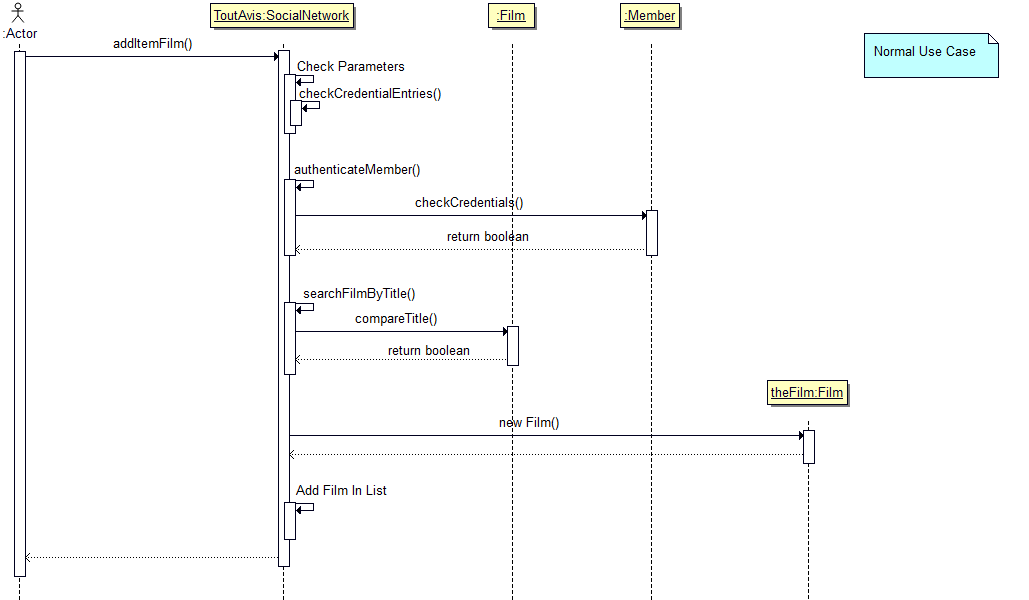 :Actor
ToutAvis:SocialNetwork
:Film
:Member
Normal Use Case
addItemFilm()
Check Parameters
checkCredentialEntries()
authenticateMember()
checkCredentials()
return boolean
searchFilmByTitle()
compareTitle()
return boolean
theFilm:Film
new Film()
Add Film In List